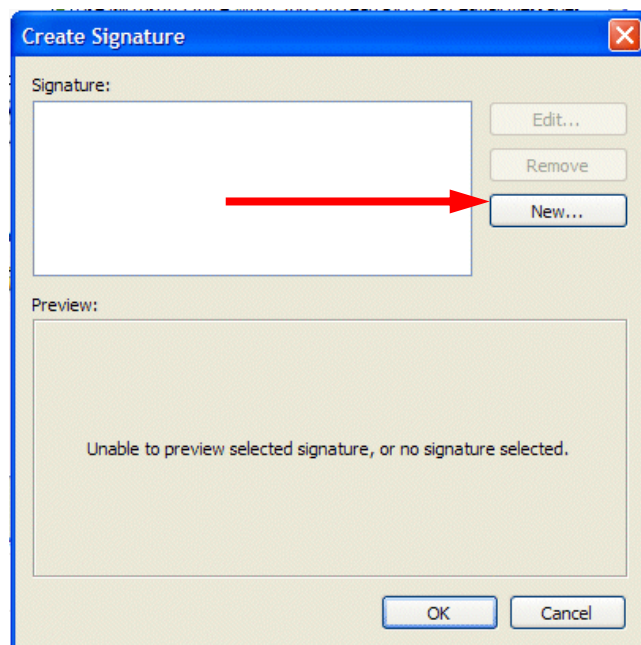 Create Signature
Signature:
Edit...
Remove
New...
Preview:
Unable to preview selected signature, or no signature selected.
OK
Cancel